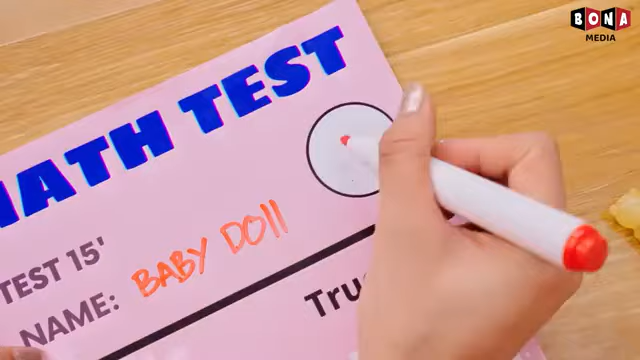 BONA
MEDIA
MATH TEST
TEST 15'
NAME: BABY DOll
Tru